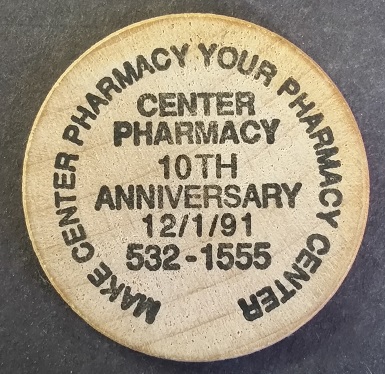 MAKE CENTER PHARMACY YOUR PHARMACY CENTER
CENTER
PHARMACY
10TH
ANNIVERSARY
12/1/91
532-1555